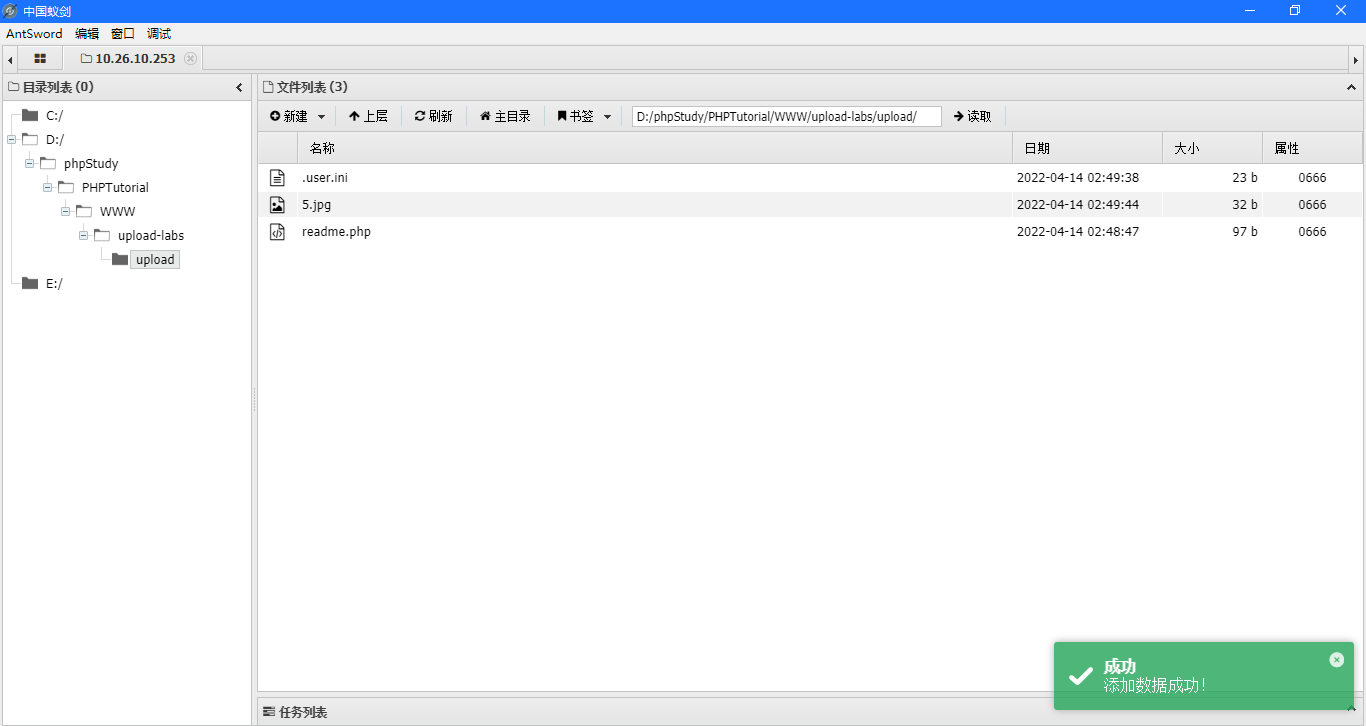 中国蚁剑
AntSword 编辑 窗口 调试
10.26.10.253
目录列表 (0)
C:/
D:/
phpStudy
PHPTutorial
WWW
upload-labs
upload
E:/
文件列表 (3)
新建 上层 刷新 主目录 书签 D:/phpStudy/PHPTutorial/WWW/upload-labs/upload/ 读取
名称 日期 大小 属性
.user.ini 2022-04-14 02:49:38 23 b 0666
5.jpg 2022-04-14 02:49:44 32 b 0666
readme.php 2022-04-14 02:48:47 97 b 0666
成功
添加数据成功!
任务列表